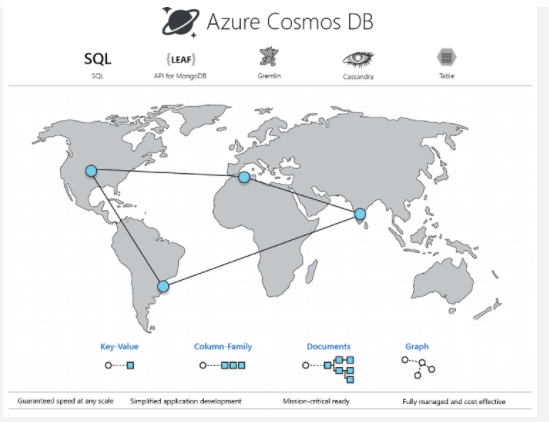 Azure Cosmos DB
SQL {LEAF}
SQL API for MongoDB Gremlin Cassandra Table
Key-Value Column-Family Documents Graph
Guaranteed speed at any scale Simplified application development Mission-critical ready Fully managed and cost effective